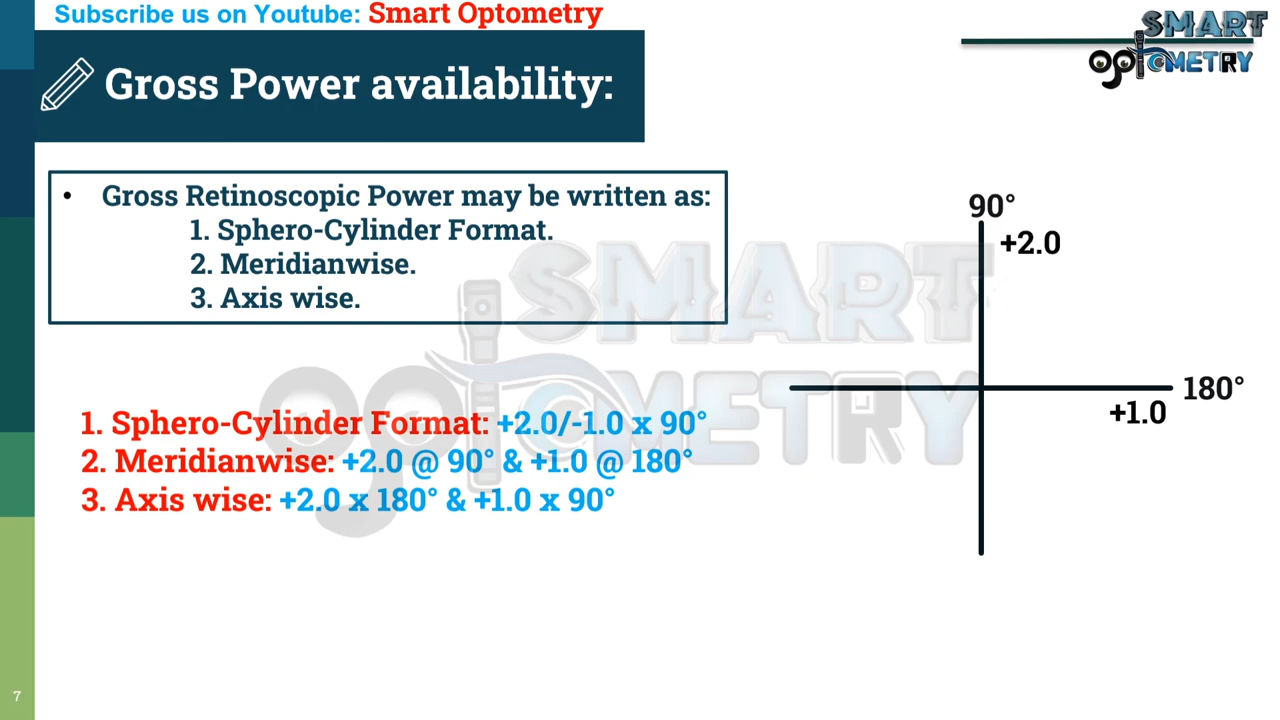 Subscribe us on Youtube: Smart Optometry
SMART
OPTOMETRY
Gross Power availability:
• Gross Retinoscopic Power may be written as:
1. Sphero-Cylinder Format.
2. Meridianwise.
3. Axis wise.
90°
+2.0
180°
+1.0
SMART
OPTOMETRY
1. Sphero-Cylinder Format: +2.0/-1.0 x 90°
2. Meridianwise: +2.0 @ 90° & +1.0 @ 180°
3. Axis wise: +2.0 x 180° & +1.0 x 90°
7